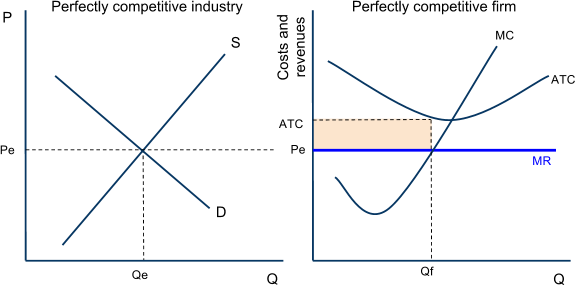 Perfectly competitive industry
P
S
Pe
D
Qe
Q
Perfectly competitive firm
Costs and
revenues
MC
ATC
ATC
Pe
MR
Qf
Q